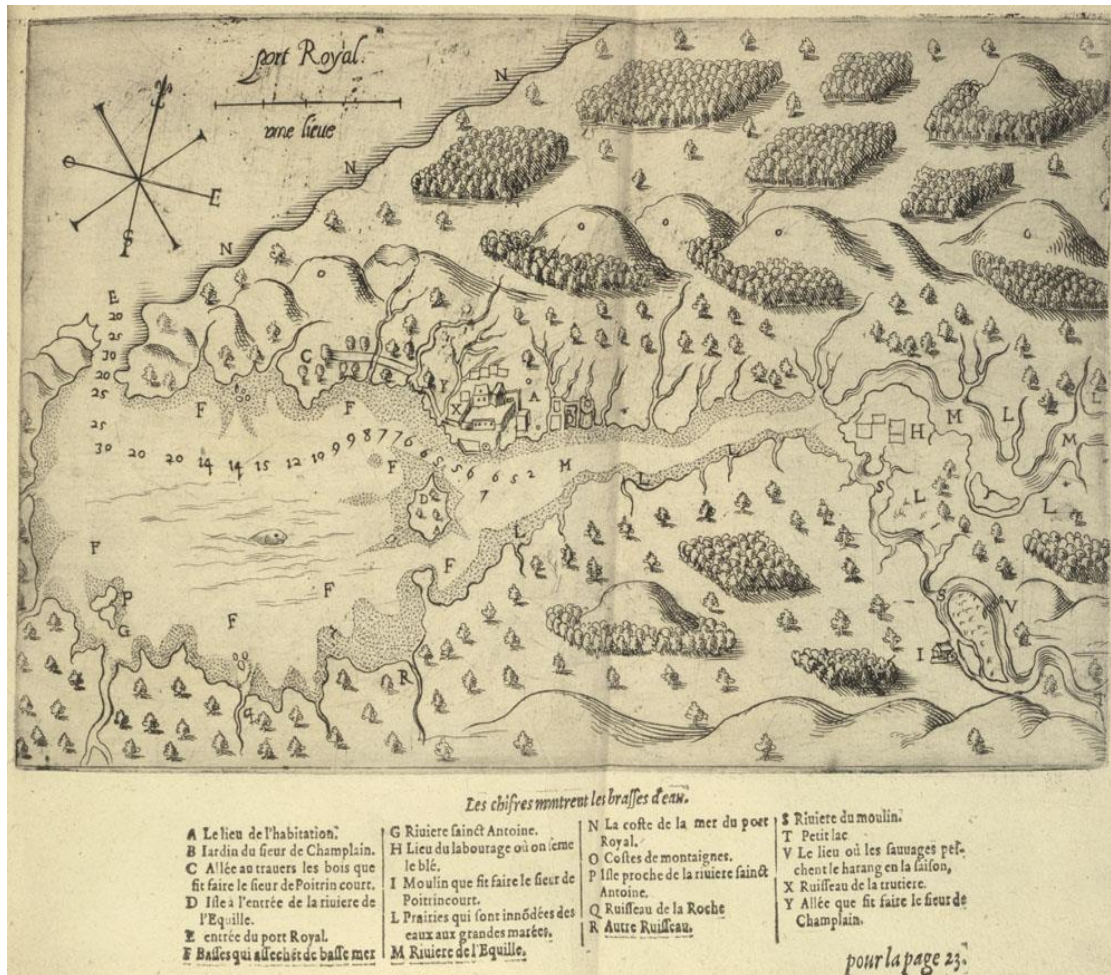 port Royal.
une lieue
E
S
N
N
N
E
20
25
30
20
25
25
30 20 20 14 14 15 12 10 9 9 8 7 7 6 6 5 5 6 6 5 2
7
C
Y
X
A
F
F
F
D
A
M
L
L
L
L
H
M
L
M
L
L
S
L
S
V
I
F
F
F
F
P
G
R
q
Les chifres montrent les brasses d'eau.
A Le lieu de l'habitation.
B Iardin du sieur de Champlain.
C Allée au trauers les bois que
fit faire le sieur de Poitrin court.
D Isle à l'entrée de la riuiere de
l'Equille.
E entrée du port Royal.
F Basses qui assechēt de basse mer
G Riuiere sainct Antoine.
H Lieu du labourage où on seme
le blé.
I Moulin que fit faire le sieur de
Poitrincourt.
L Prairies qui sont innōdées des
eaux aux grandes marées.
M Riuiere de l'Equille.
N La coste de la mer du port
Royal.
O Costes de montaignes.
P Isle proche de la riuiere sainct
Antoine.
Q Ruisseau de la Roche
R Autre Ruisseau.
S Riuiere du moulin.
T Petit lac
V Le lieu où les sauuages pes-
chent le harang en la saison,
X Ruisseau de la trutiere.
Y Allée que fit faire le sieur de
Champlain.
pour la page 23.